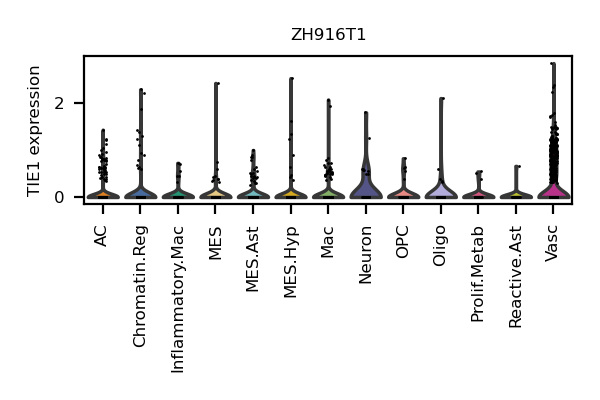 ZH916T1
TIE1 expression
2
0
AC
Chromatin.Reg
Inflammatory.Mac
MES
MES.Ast
MES.Hyp
Mac
Neuron
OPC
Oligo
Prolif.Metab
Reactive.Ast
Vasc